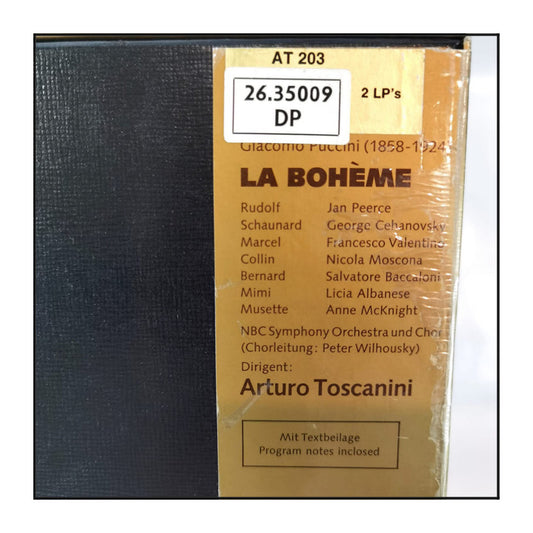 AT 203
26.35009
DP
2 LP's
Giacomo Puccini (1858-1924)
LA BOHÈME
Rudolf Jan Peerce
Schaunard George Cehanovsky
Marcel Francesco Valentino
Collin Nicola Moscona
Bernard Salvatore Baccaloni
Mimi Licia Albanese
Musette Anne McKnight
NBC Symphony Orchestra und Chor
(Chorleitung: Peter Wilhousky)
Dirigent:
Arturo Toscanini
Mit Textbeilage
Program notes inclosed